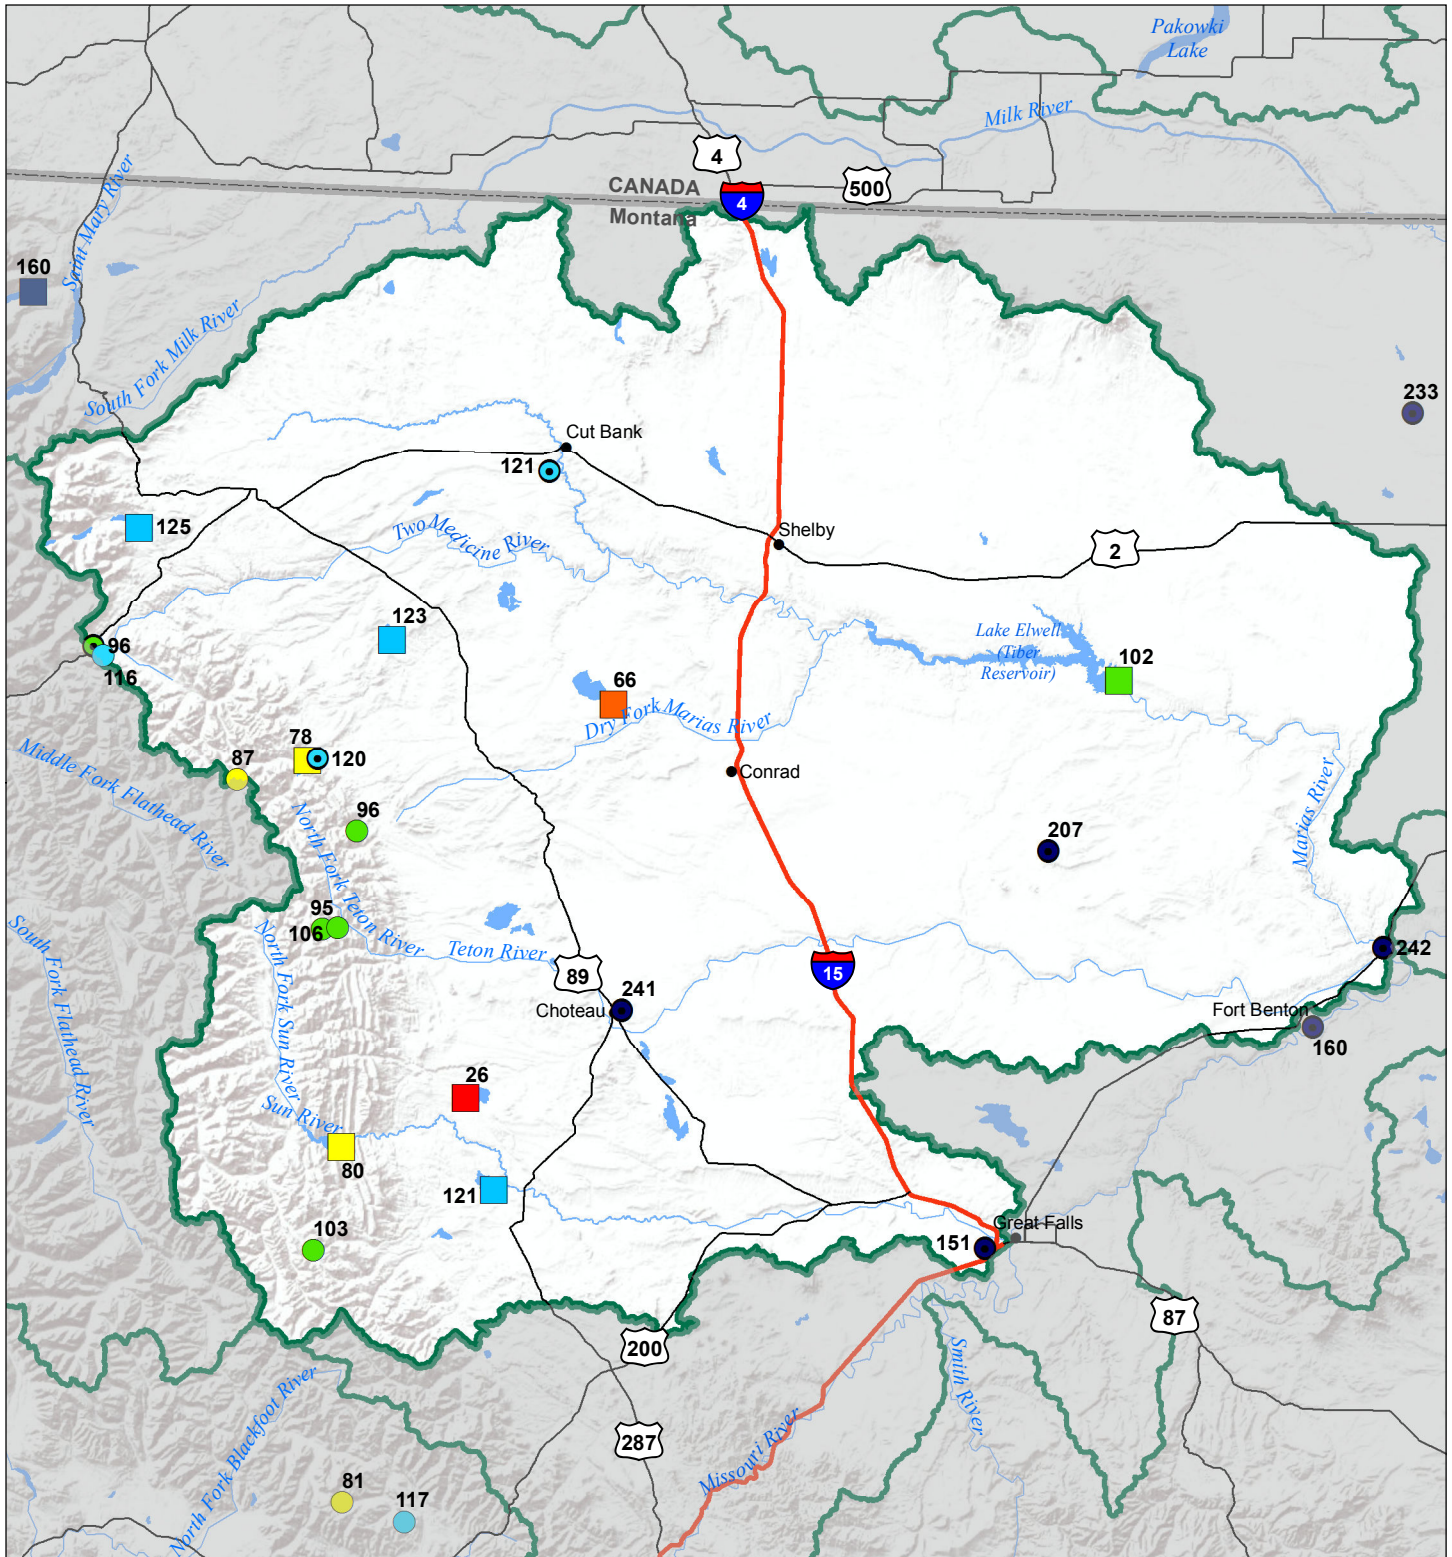 Pakowki
Lake
Milk River
4
500
CANADA
4
Montana
Saint Mary River
160
South Fork Milk River
233
Cut Bank
121
125
Two Medicine River
Shelby
2
123
Lake Elwell
(Tiber
Reservoir)
96
116
102
66
Dry Fork Marias River
78
120
87
Middle Fork Flathead River
Conrad
96
North Fork Teton River
207
Marias River
95
106
South Fork Flathead River
North Fork Sun River
Teton River
242
89
15
241
Choteau
Fort Benton
160
26
Sun River
80
121
103
Great Falls
151
87
200
Smith River
287
Missouri River
North Fork Blackfoot River
81
117